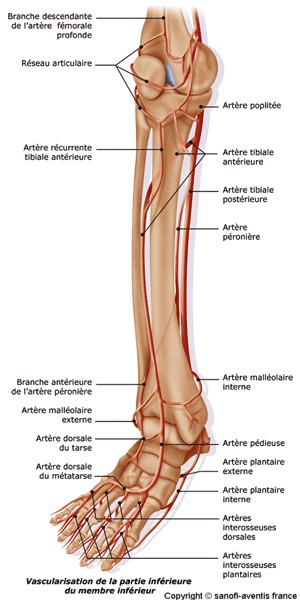 Branche descendante
de l'artère fémorale
profonde
Réseau articulaire
Artère poplitée
Artère récurrente
tibiale antérieure
Artère tibiale
antérieure
Artère tibiale
postérieure
Artère
péronière
Branche antérieure
de l'artère péronière
Artère malléolaire
interne
Artère malléolaire
externe
Artère dorsale
du tarse
Artère pédieuse
Artère dorsale
du métatarse
Artère plantaire
externe
Artère plantaire
interne
Artères
interosseuses
dorsales
Artères
interosseuses
plantaires
Vascularisation de la partie inférieure
du membre inférieur
Copyright © sanofi-aventis france